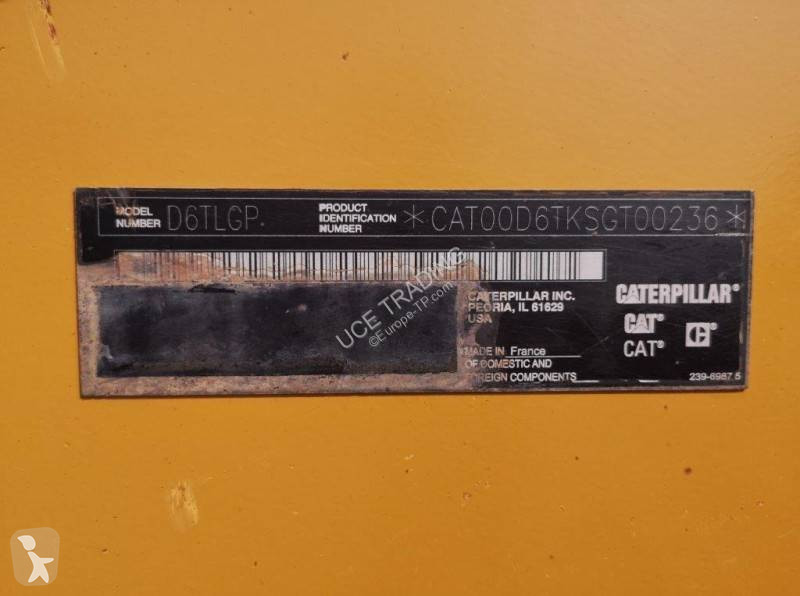 MODEL NUMBER D6TLGP
PRODUCT IDENTIFICATION NUMBER *CAT00D6TKSGT00236*
CATERPILLAR INC.
PEORIA, IL 61629
USA
MADE IN France
OF DOMESTIC AND
FOREIGN COMPONENTS
CATERPILLAR®
CAT®
CAT®
239-6987 5
UCE TRADING
©Europe-TP.com